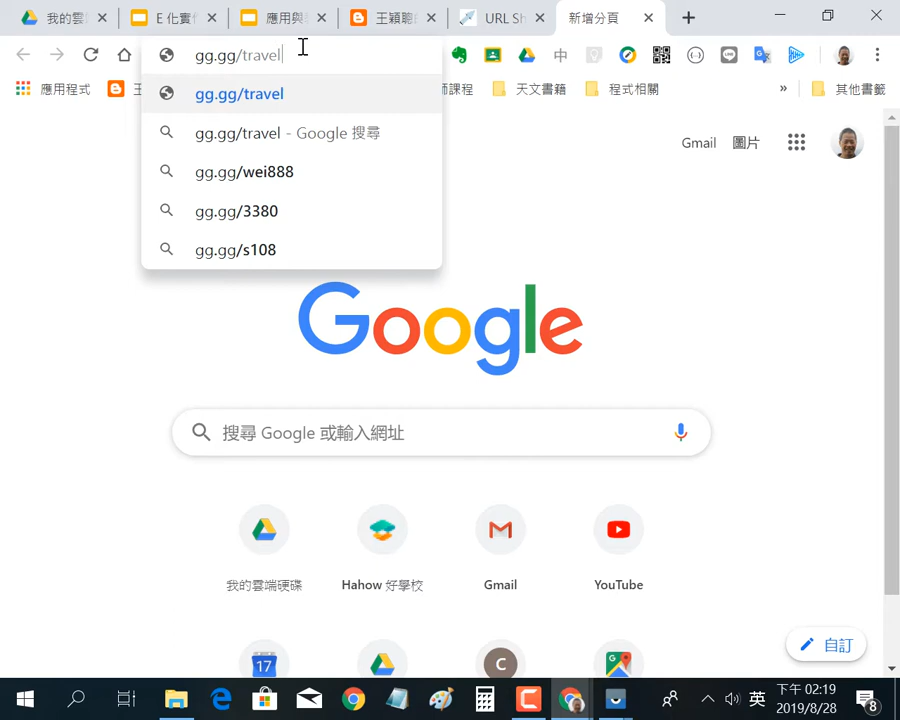 我的雲
E 化實
應用與
王穎聰
URL Sh
新增分頁
gg.gg/travel
中
應用程式
師課程
天文書籍
程式相關
»
其他書籤
gg.gg/travel
gg.gg/travel - Google 搜尋
gg.gg/wei888
gg.gg/3380
gg.gg/s108
Gmail
圖片
Google
搜尋 Google 或輸入網址
我的雲端硬碟
Hahow 好學校
Gmail
YouTube
17
C
自訂
英
下午 02:19
2019/8/28
8